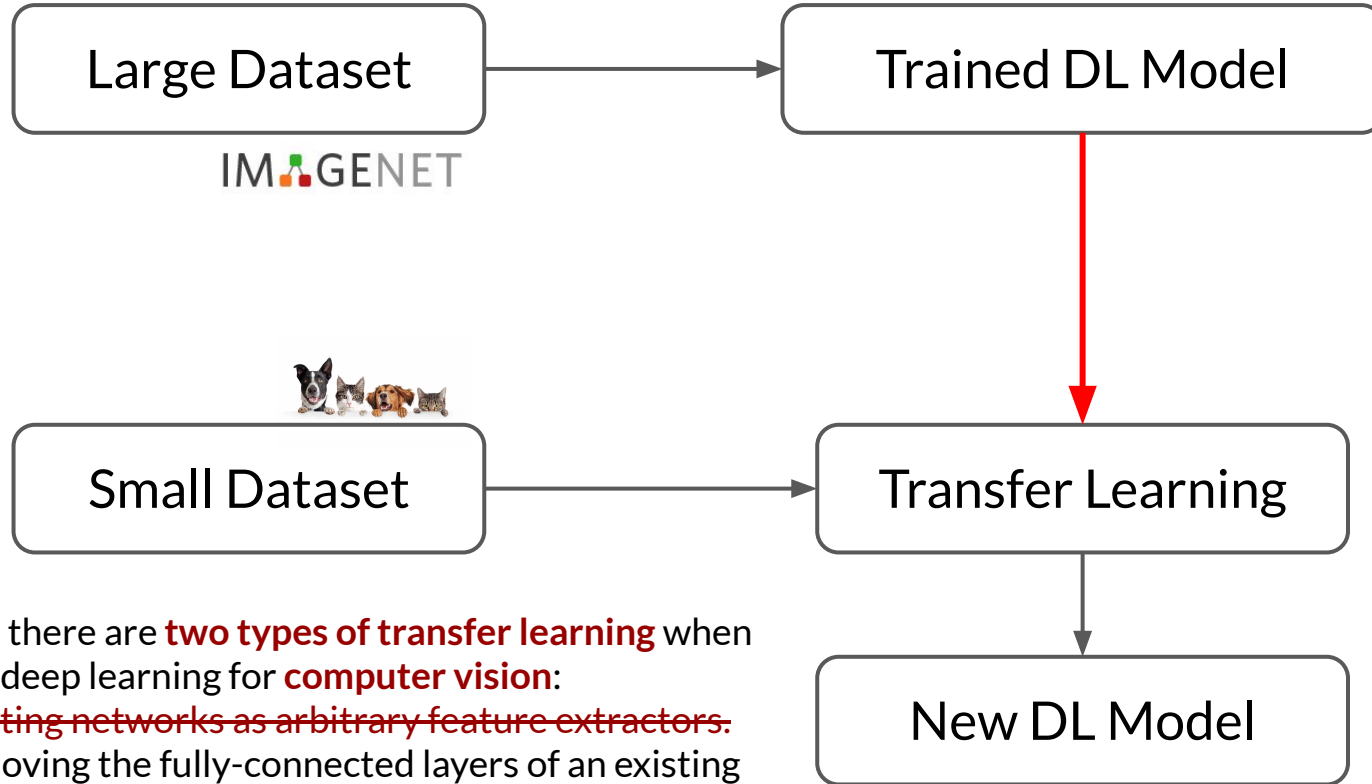 Large Dataset
Trained DL Model
IMAGENET
Small Dataset
Transfer Learning
there are two types of transfer learning when
deep learning for computer vision:
ting networks as arbitrary feature extractors.
oving the fully-connected layers of an existing
New DL Model